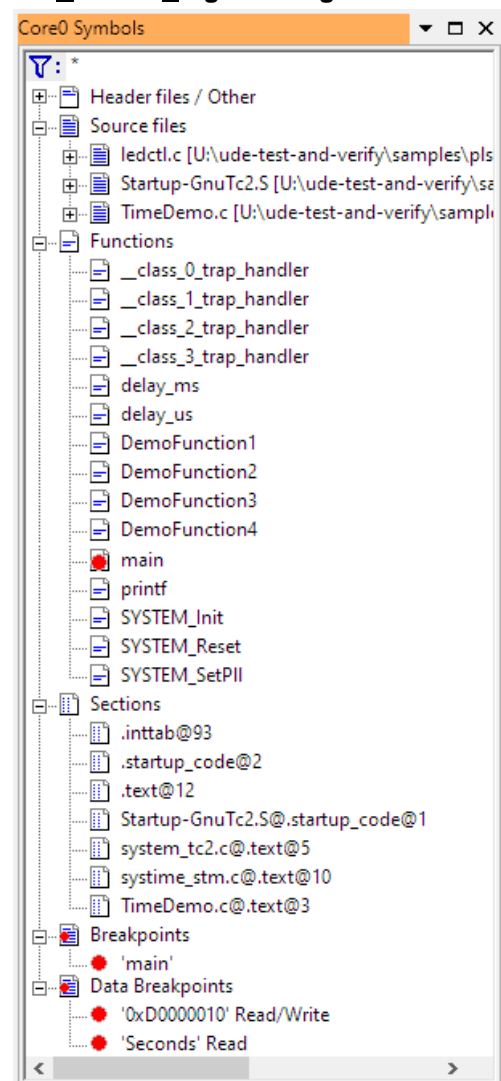 Core0 Symbols
: *
Header files / Other
Source files
ledctl.c [U:\ude-test-and-verify\samples\pls
Startup-GnuTc2.S [U:\ude-test-and-verify\sa
TimeDemo.c [U:\ude-test-and-verify\sampl
Functions
__class_0_trap_handler
__class_1_trap_handler
__class_2_trap_handler
__class_3_trap_handler
delay_ms
delay_us
DemoFunction1
DemoFunction2
DemoFunction3
DemoFunction4
main
printf
SYSTEM_Init
SYSTEM_Reset
SYSTEM_SetPll
Sections
.inttab@93
.startup_code@2
.text@12
Startup-GnuTc2.S@.startup_code@1
system_tc2.c@.text@5
systime_stm.c@.text@10
TimeDemo.c@.text@3
Breakpoints
'main'
Data Breakpoints
'0xD0000010' Read/Write
'Seconds' Read